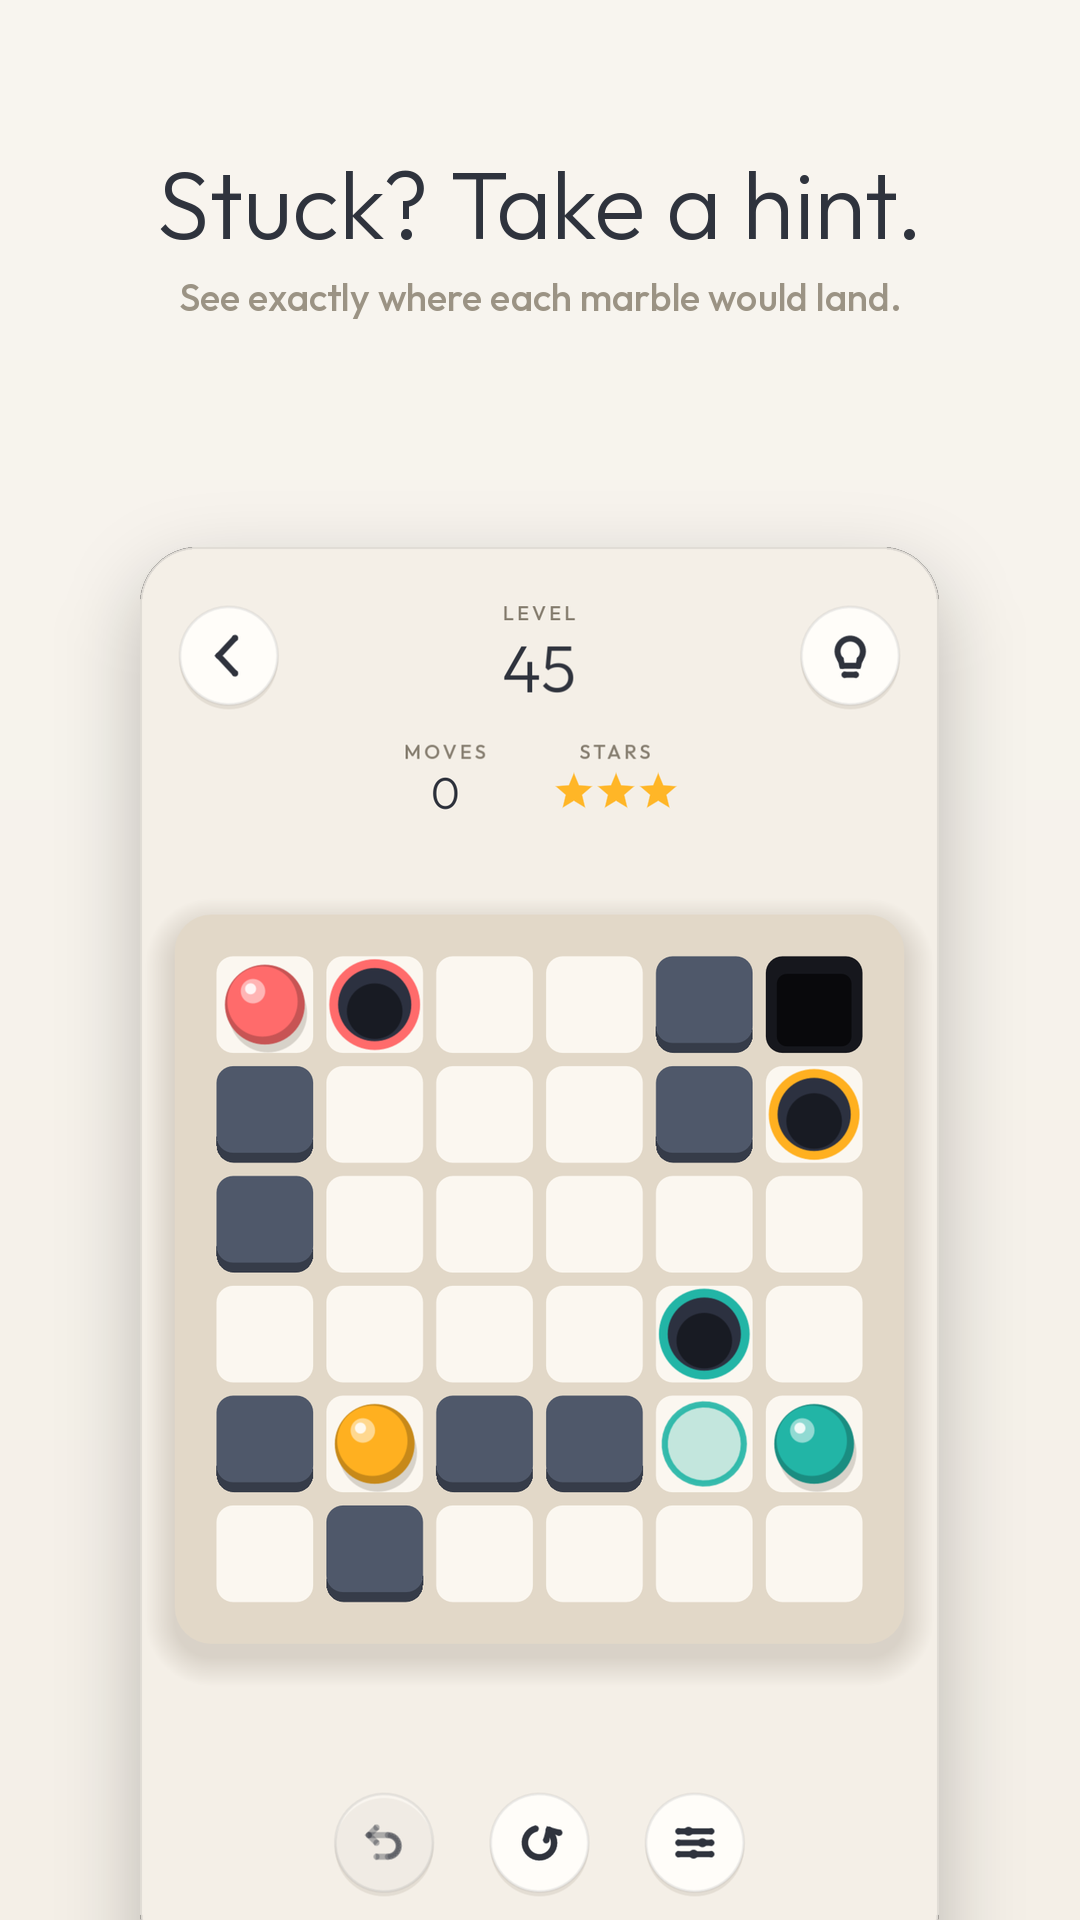 Stuck? Take a hint.
See exactly where each marble would land.
LEVEL
45
MOVES STARS
0